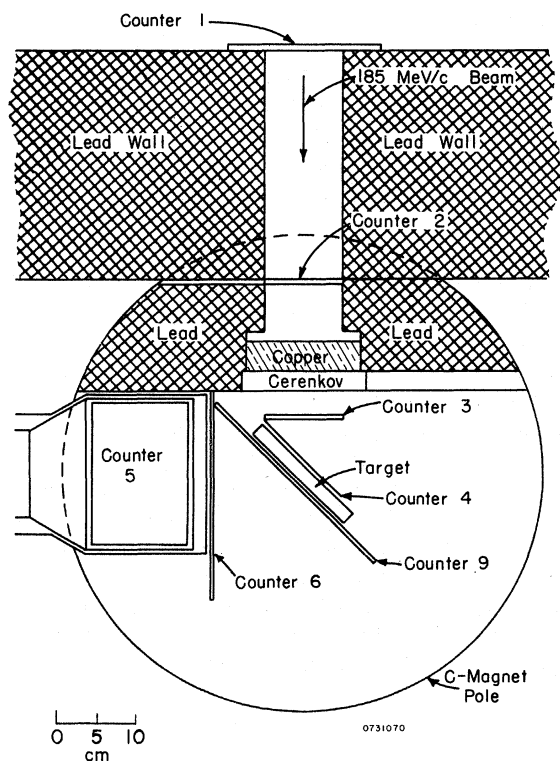 Counter 1
185 MeV/c Beam
Lead Wall
Lead Wall
Counter 2
Lead
Lead
Copper
Cerenkov
Counter 3
Counter
5
Target
Counter 4
Counter 6
Counter 9
C-Magnet
Pole
0 5 10
cm
0731070